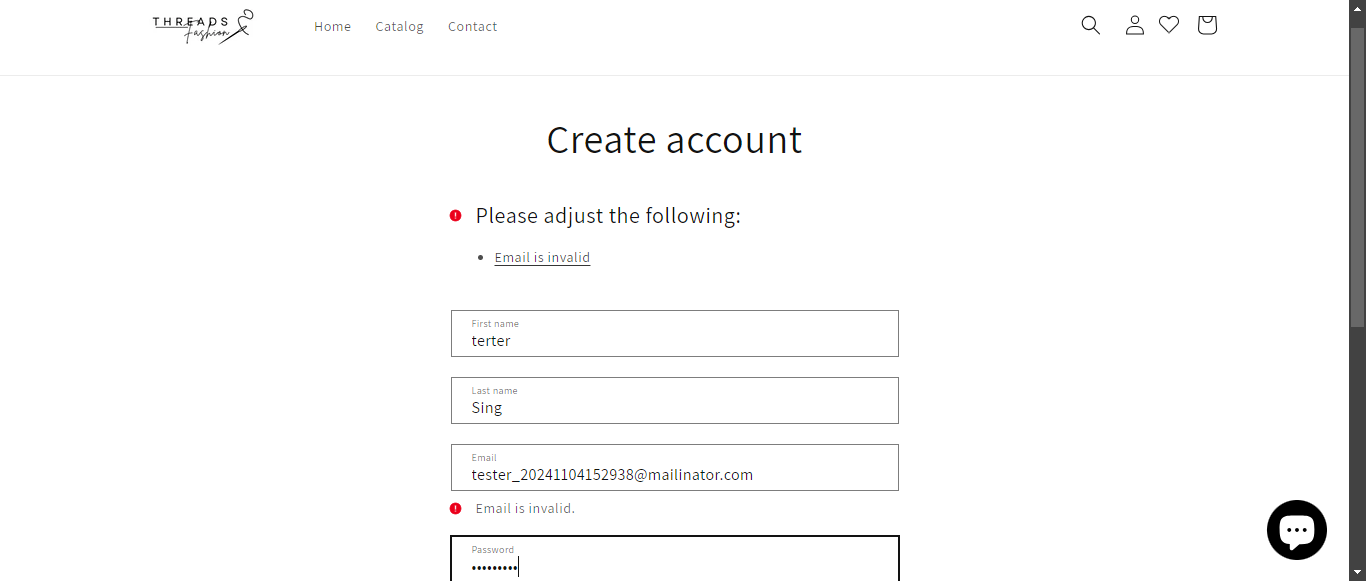 THREADS
Fashion
Home Catalog Contact
Create account
Please adjust the following:
Email is invalid
First name
terter
Last name
Sing
Email
tester_20241104152938@mailinator.com
Email is invalid.
Password
•••••••••